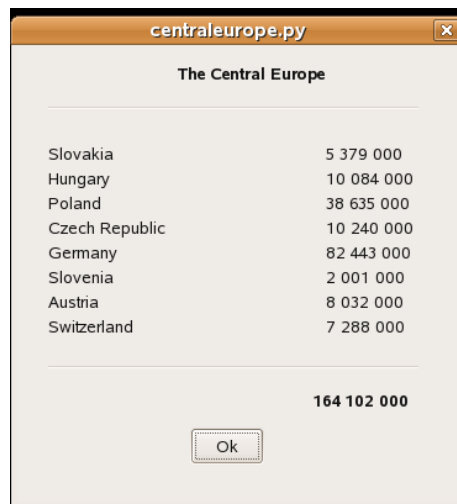 centraleurope.py
The Central Europe
Slovakia 5 379 000
Hungary 10 084 000
Poland 38 635 000
Czech Republic 10 240 000
Germany 82 443 000
Slovenia 2 001 000
Austria 8 032 000
Switzerland 7 288 000
164 102 000
Ok